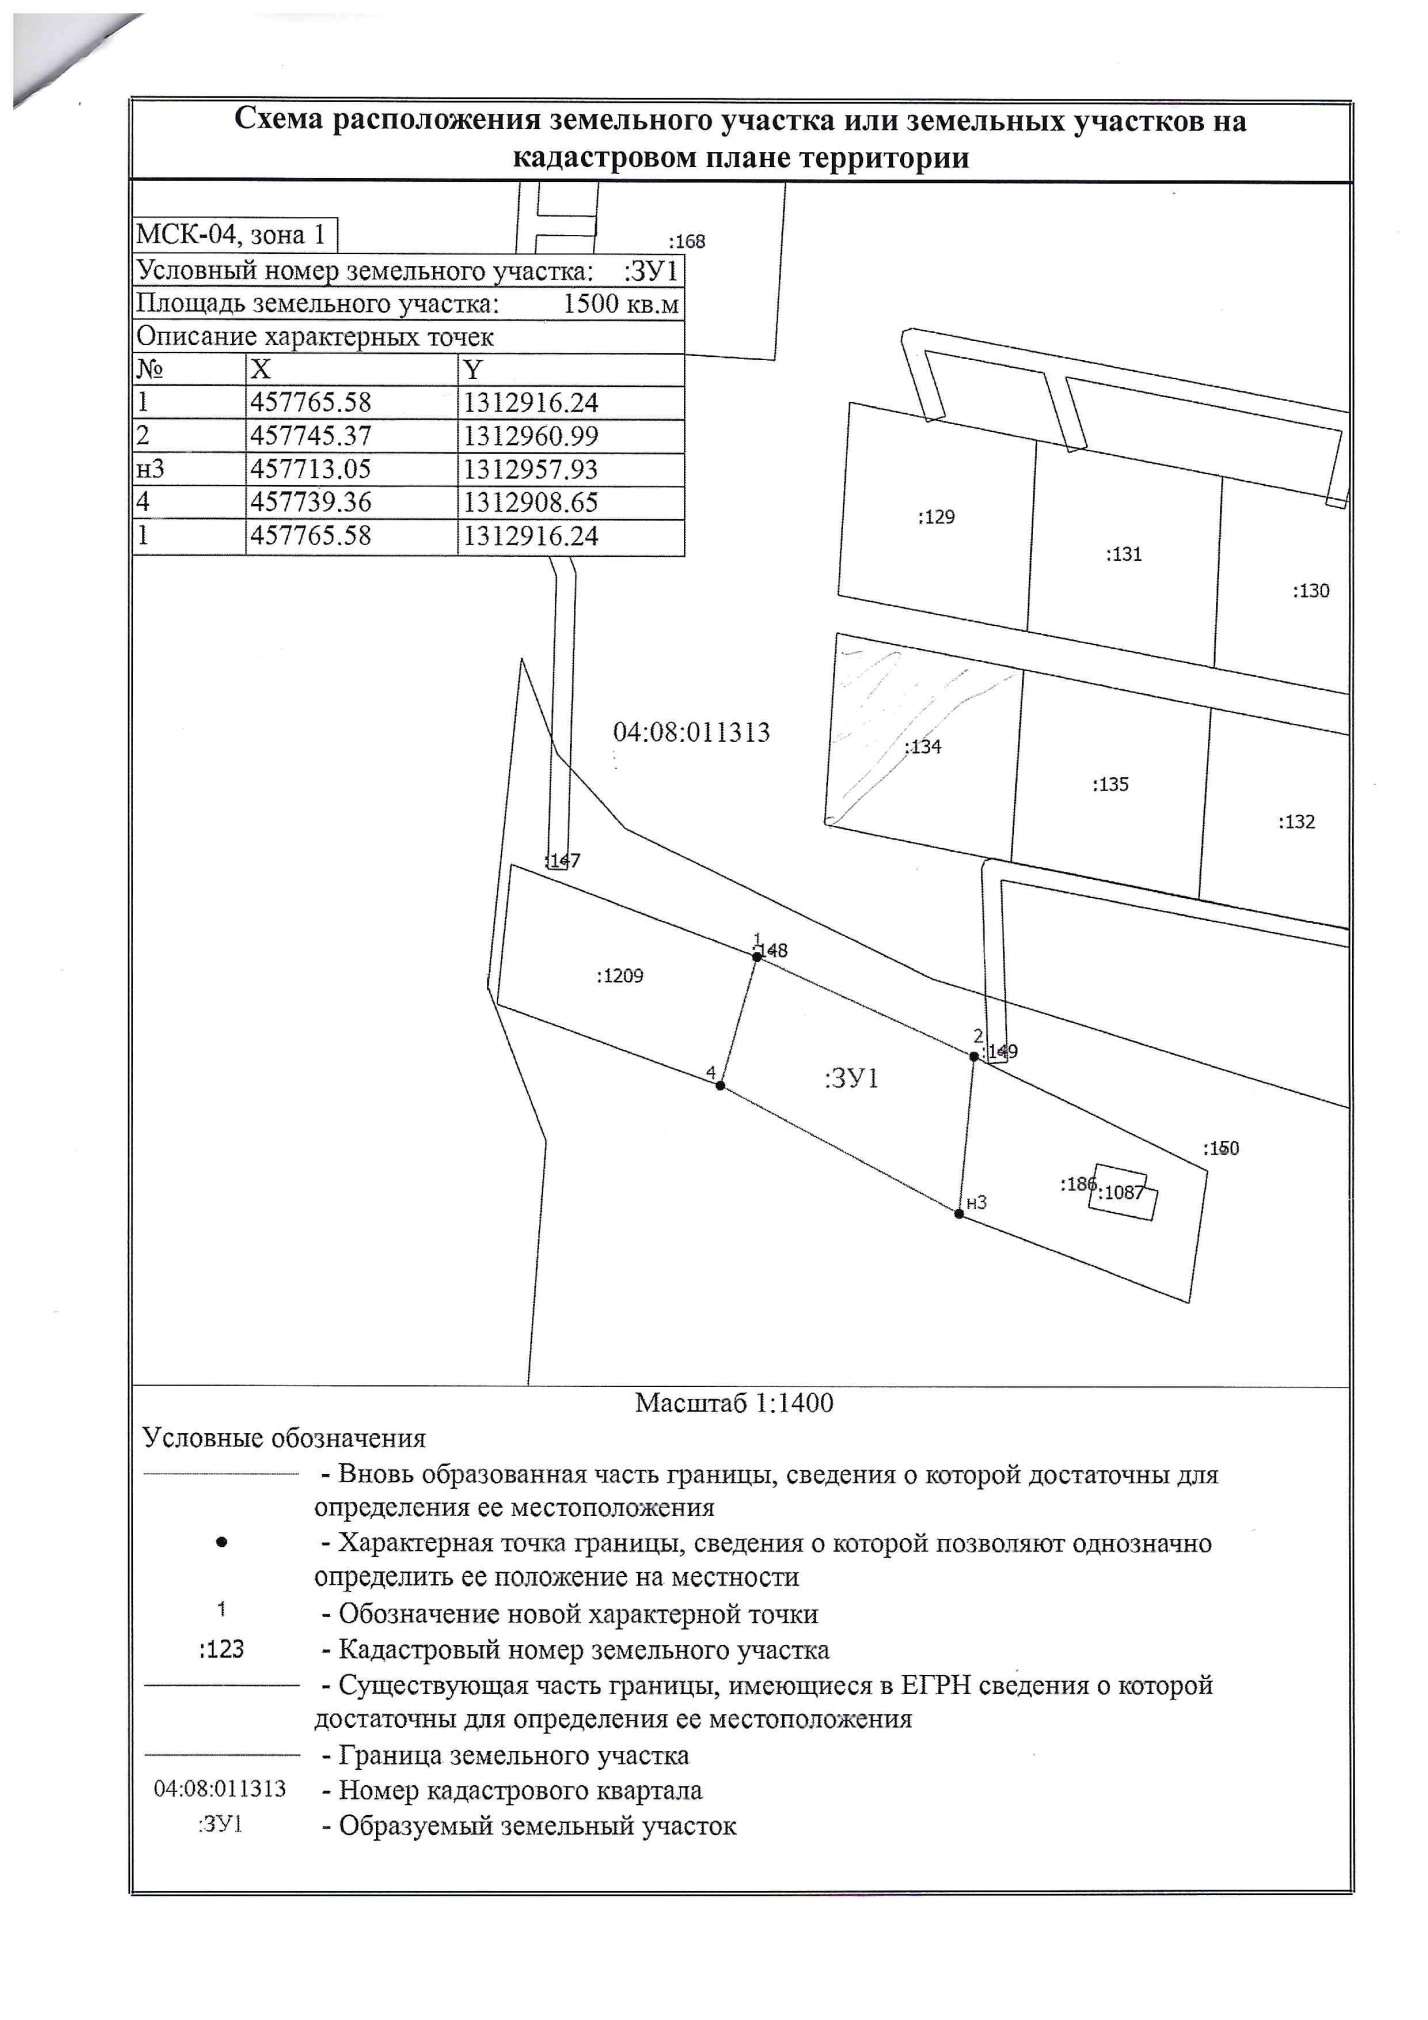 Схема расположения земельного участка или земельных участков на
кадастровом плане территории
МСК-04, зона 1
:168
Условный номер земельного участка: :ЗУ1
Площадь земельного участка: 1500 кв.м
Описание характерных точек
№ X Y
1 457765.58 1312916.24
2 457745.37 1312960.99
н3 457713.05 1312957.93
4 457739.36 1312908.65
1 457765.58 1312916.24
:129
:131
:130
04:08:011313
:134
:135
:132
:147
1
:148
:1209
2
:149
4
:ЗУ1
:150
:186
:1087
н3
Масштаб 1:1400
Условные обозначения
- Вновь образованная часть границы, сведения о которой достаточны для
определения ее местоположения
- Характерная точка границы, сведения о которой позволяют однозначно
определить ее положение на местности
1 - Обозначение новой характерной точки
:123 - Кадастровый номер земельного участка
- Существующая часть границы, имеющиеся в ЕГРН сведения о которой
достаточны для определения ее местоположения
- Граница земельного участка
04:08:011313 - Номер кадастрового квартала
:ЗУ1 - Образуемый земельный участок